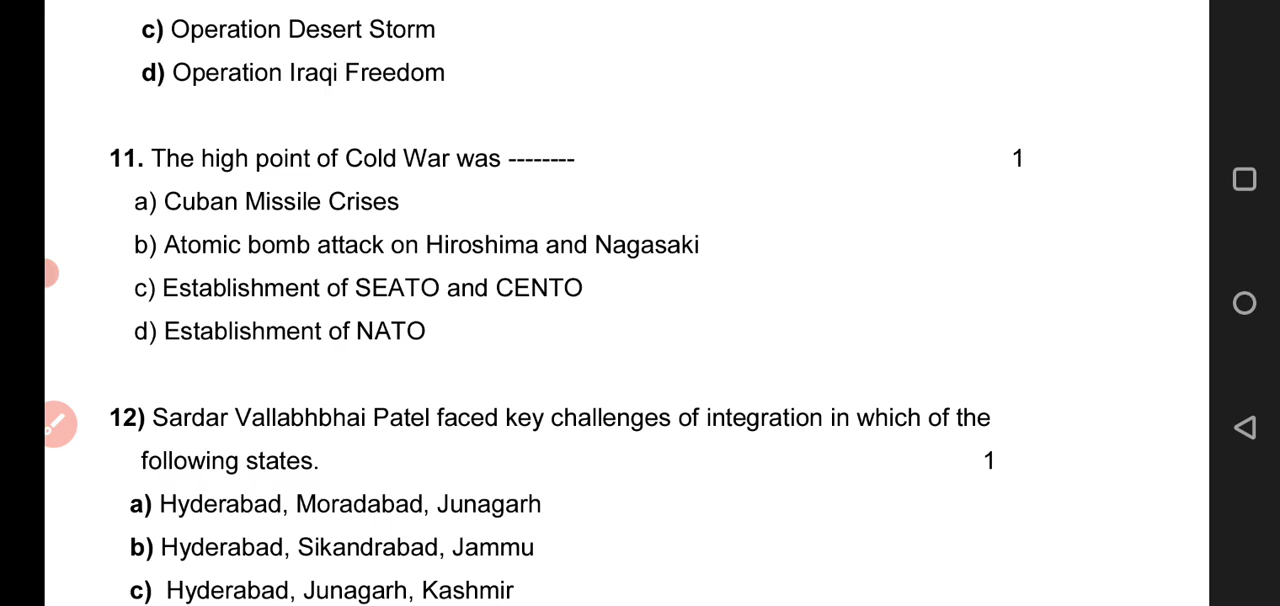 c) Operation Desert Storm
d) Operation Iraqi Freedom
11. The high point of Cold War was -------- 1
a) Cuban Missile Crises
b) Atomic bomb attack on Hiroshima and Nagasaki
c) Establishment of SEATO and CENTO
d) Establishment of NATO
12) Sardar Vallabhbhai Patel faced key challenges of integration in which of the
following states. 1
a) Hyderabad, Moradabad, Junagarh
b) Hyderabad, Sikandrabad, Jammu
c) Hyderabad, Junagarh, Kashmir